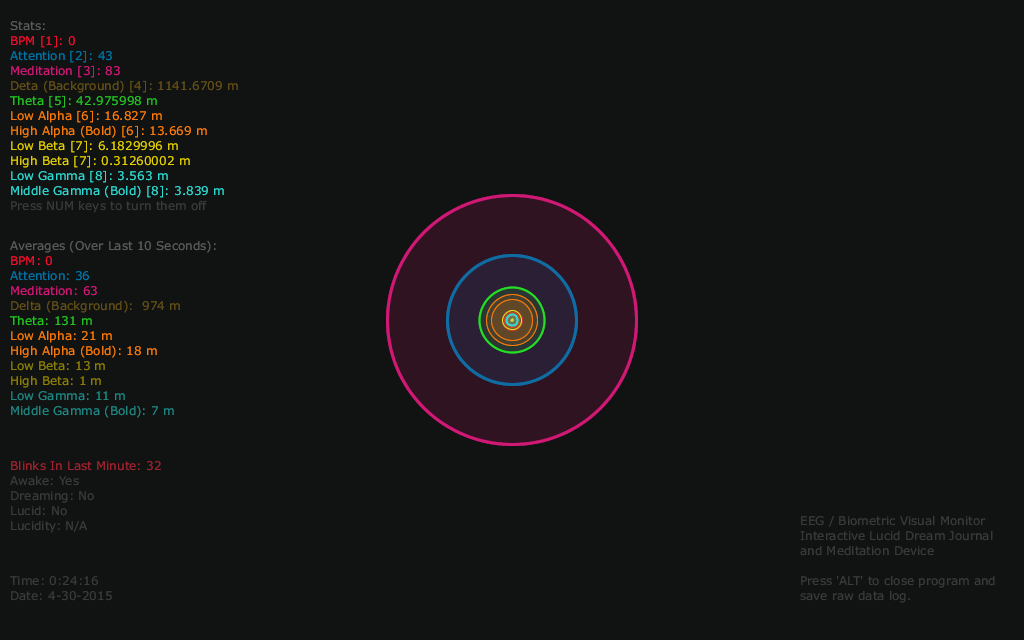 Stats:
BPM [1]: 0
Attention [2]: 43
Meditation [3]: 83
Deta (Background) [4]: 1141.6709 m
Theta [5]: 42.975998 m
Low Alpha [6]: 16.827 m
High Alpha (Bold) [6]: 13.669 m
Low Beta [7]: 6.1829996 m
High Beta [7]: 0.31260002 m
Low Gamma [8]: 3.563 m
Middle Gamma (Bold) [8]: 3.839 m
Press NUM keys to turn them off
Averages (Over Last 10 Seconds):
BPM: 0
Attention: 36
Meditation: 63
Delta (Background): 974 m
Theta: 131 m
Low Alpha: 21 m
High Alpha (Bold): 18 m
Low Beta: 13 m
High Beta: 1 m
Low Gamma: 11 m
Middle Gamma (Bold): 7 m
Blinks In Last Minute: 32
Awake: Yes
Dreaming: No
Lucid: No
Lucidity: N/A
Time: 0:24:16
Date: 4-30-2015
EEG / Biometric Visual Monitor
Interactive Lucid Dream Journal
and Meditation Device
Press 'ALT' to close program and
save raw data log.